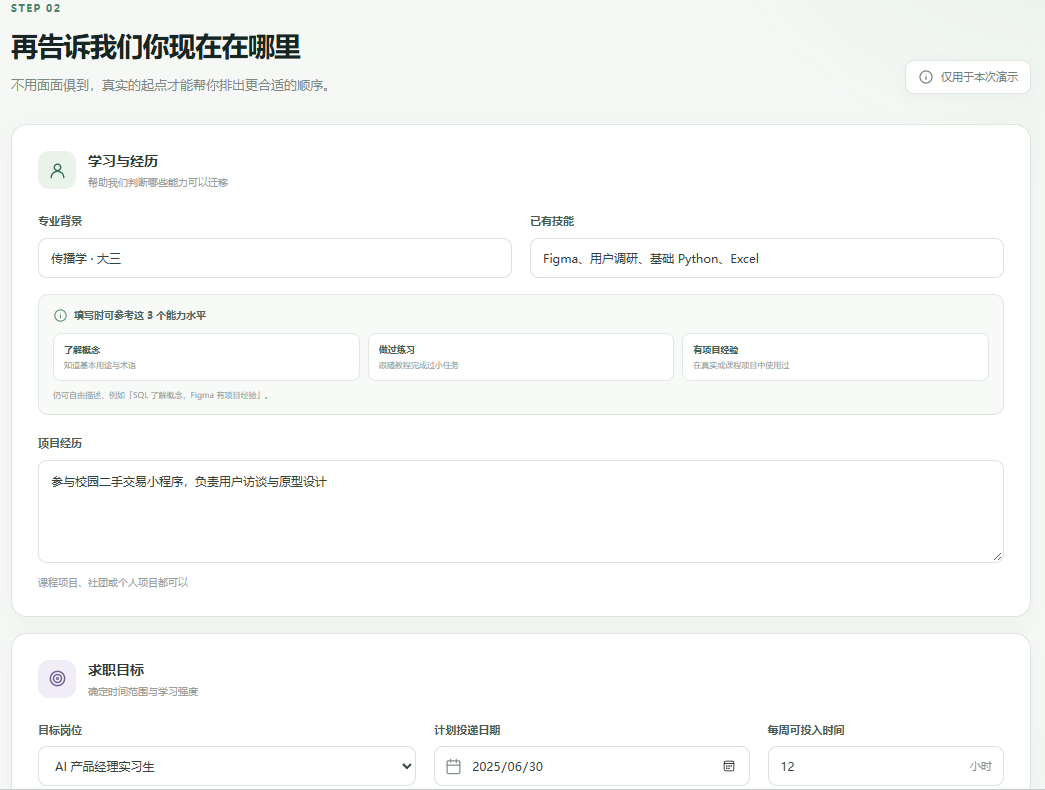 STEP 02
再告诉我们你现在在哪里
不用面面俱到，真实的起点才能帮你排出更合适的顺序。
仅用于本次演示
学习与经历
帮助我们判断哪些能力可以迁移
专业背景
已有技能
传播学 · 大三
Figma、用户调研、基础 Python、Excel
填写时可参考这 3 个能力水平
了解概念
知道基本用途与术语
做过练习
跟随教程完成过小任务
有项目经验
在真实或课程项目中使用过
仍可自由描述，例如「SQL 了解概念，Figma 有项目经验」。
项目经历
参与校园二手交易小程序，负责用户访谈与原型设计
课程项目、社团或个人项目都可以
求职目标
确定时间范围与学习强度
目标岗位
计划投递日期
每周可投入时间
AI 产品经理实习生
2025/06/30
12
小时